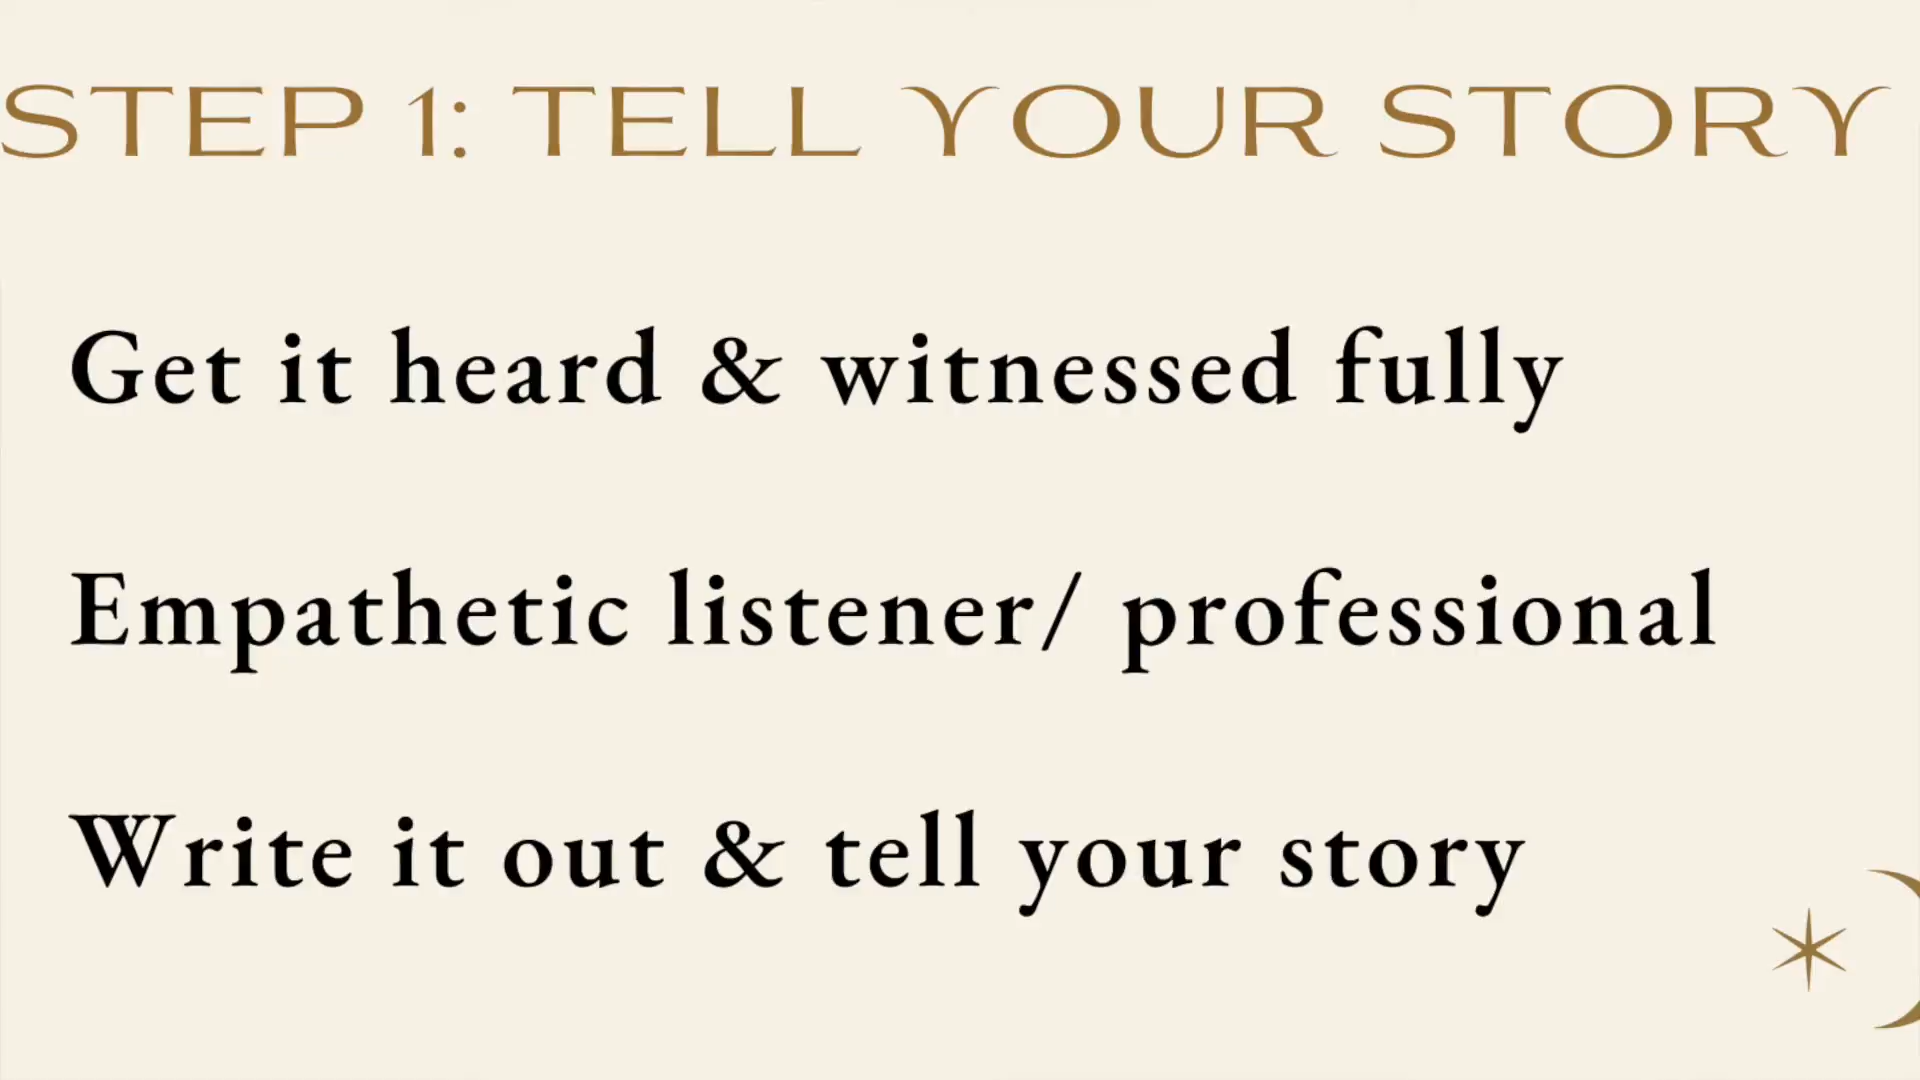 STEP 1: TELL YOUR STORY
Get it heard & witnessed fully
Empathetic listener/ professional
Write it out & tell your story